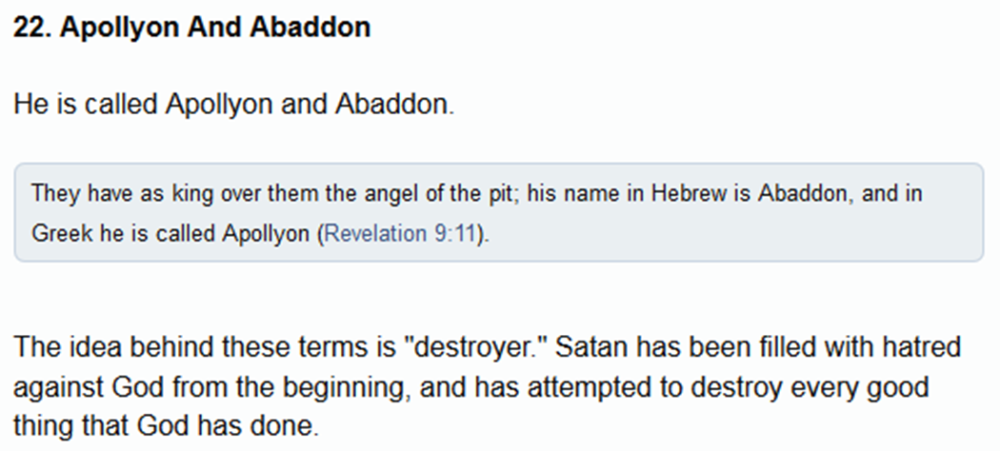 22. Apollyon And Abaddon
He is called Apollyon and Abaddon.
They have as king over them the angel of the pit; his name in Hebrew is Abaddon, and in
Greek he is called Apollyon (Revelation 9:11).
The idea behind these terms is "destroyer." Satan has been filled with hatred
against God from the beginning, and has attempted to destroy every good
thing that God has done.